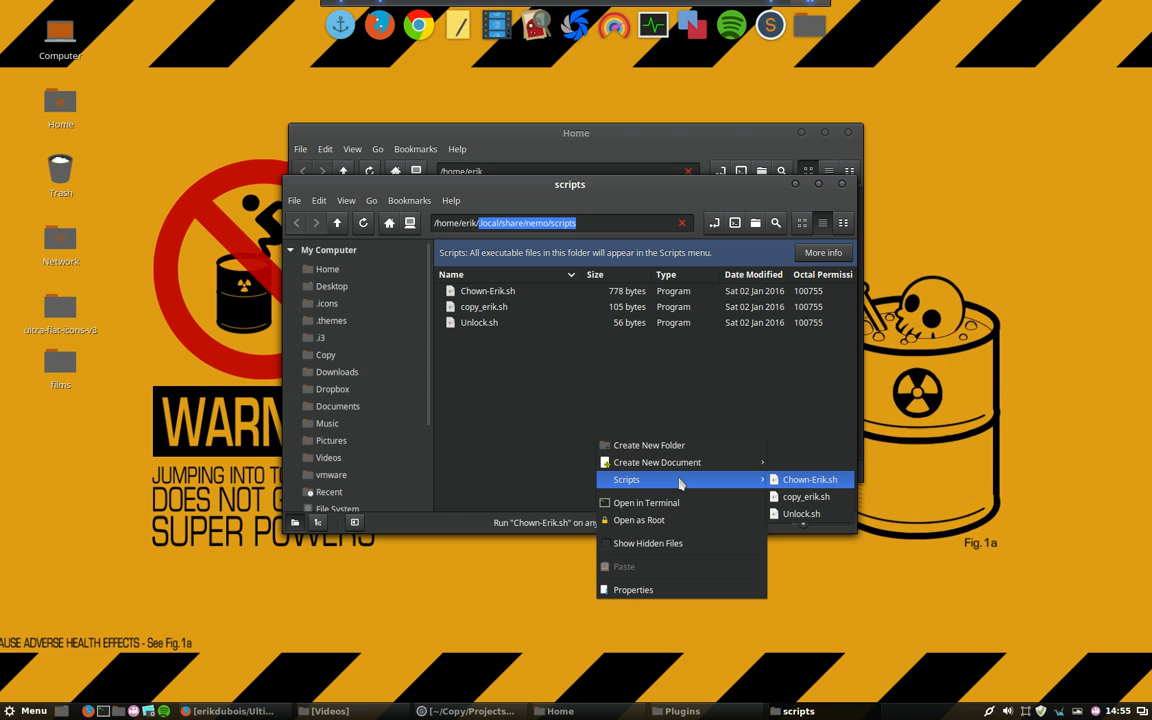 Computer
Home
Trash
Network
ultra-flat-icons-v3
films
WARN
JUMPING INTO T
DOES NOT G
SUPER POWERS
Fig.1a
AUSE ADVERSE HEALTH EFFECTS - See Fig.1a
Home
File Edit View Go Bookmarks Help
/home/erik
scripts
File Edit View Go Bookmarks Help
/home/erik/.local/share/nemo/scripts
My Computer
Home
Desktop
.icons
.themes
.i3
Copy
Downloads
Dropbox
Documents
Music
Pictures
Videos
vmware
Recent
File System
Scripts: All executable files in this folder will appear in the Scripts menu.
More info
Name Size Type Date Modified Octal Permissi
Chown-Erik.sh 778 bytes Program Sat 02 Jan 2016 100755
copy_erik.sh 105 bytes Program Sat 02 Jan 2016 100755
Unlock.sh 56 bytes Program Sat 02 Jan 2016 100755
Run "Chown-Erik.sh" on any
Create New Folder
Create New Document
Scripts
Open in Terminal
Open as Root
Show Hidden Files
Paste
Properties
Chown-Erik.sh
copy_erik.sh
Unlock.sh
Menu
[erikdubois/Ulti...
[Videos]
[~/Copy/Projects...
Home
Plugins
scripts
14:55